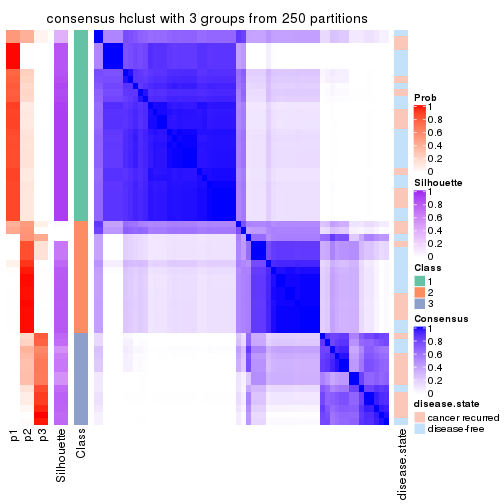 consensus hclust with 3 groups from 250 partitions
Prob
1
0.8
0.6
0.4
0.2
0
Silhouette
1
0.8
0.6
0.4
0.2
0
Class
1
2
3
Consensus
1
0.8
0.6
0.4
0.2
0
disease.state
cancer recurred
disease-free
p1
p2
p3
Silhouette
Class
disease.state